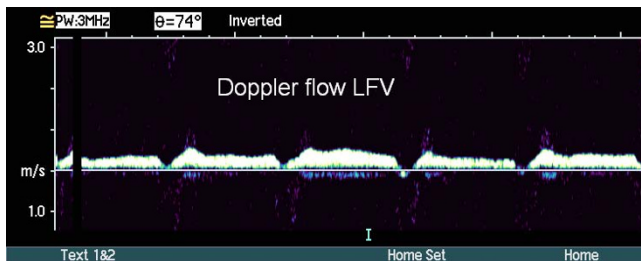 ≅ PW:3MHz θ=74° Inverted
3.0
Doppler flow LFV
m/s
1.0
I
Text 1&2 Home Set Home